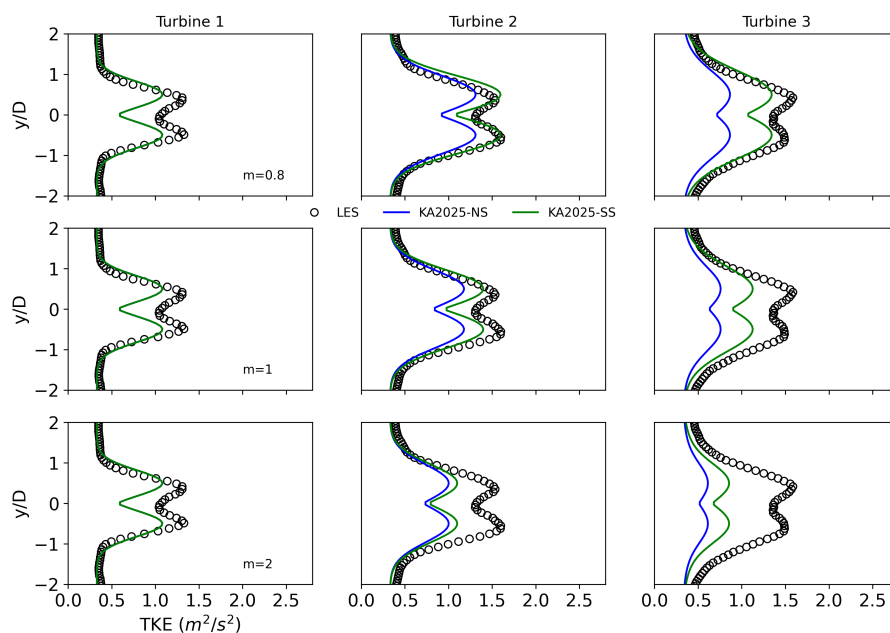 Turbine 1 Turbine 2 Turbine 3
2
1
0
−1
−2
y/D
m=0.8
LES KA2025-NS KA2025-SS
2
1
0
−1
−2
y/D
m=1
2
1
0
−1
−2
y/D
m=2
0.0 0.5 1.0 1.5 2.0 2.5 0.0 0.5 1.0 1.5 2.0 2.5 0.0 0.5 1.0 1.5 2.0 2.5
TKE (m²/s²)